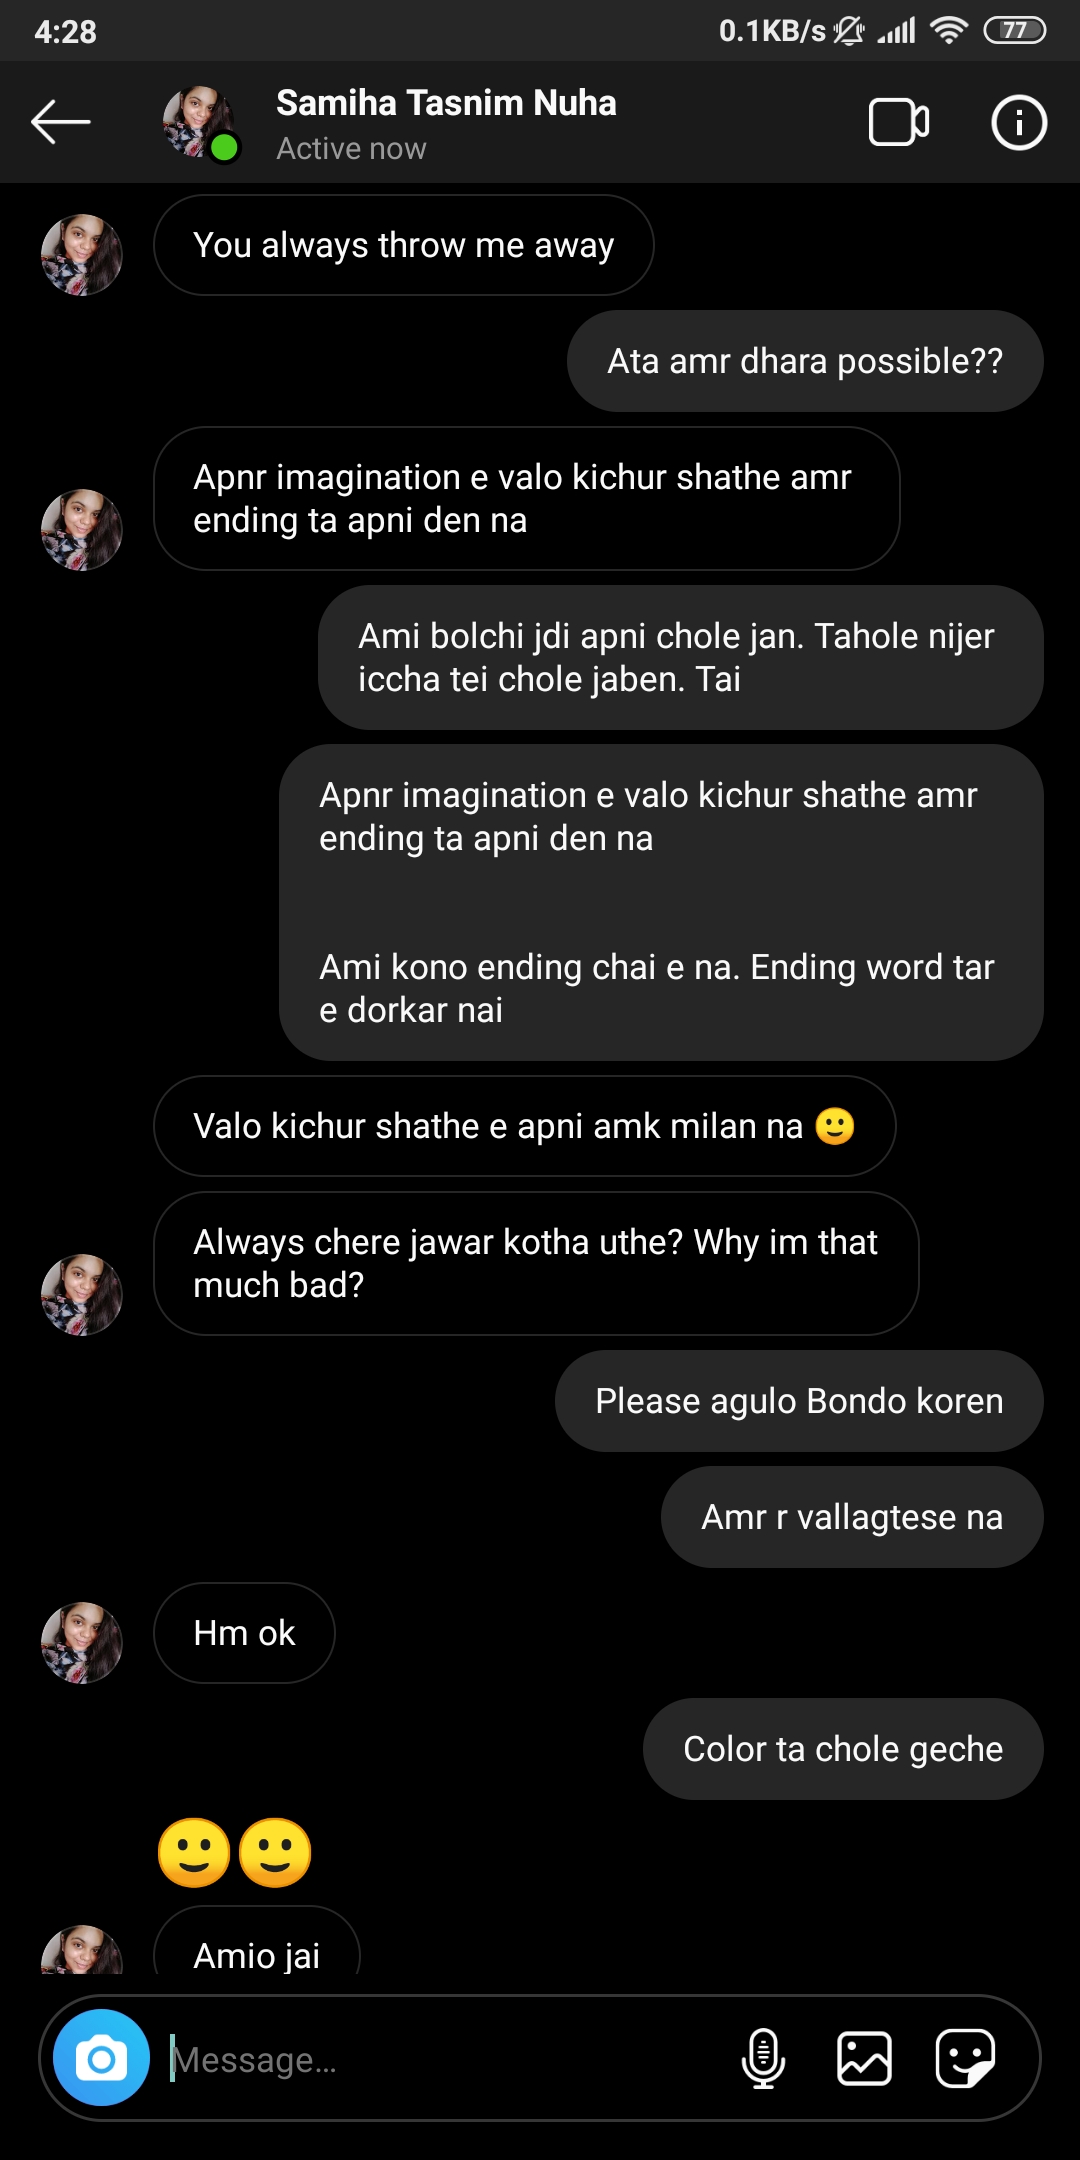 4:28
0.1KB/s
77
Samiha Tasnim Nuha
Active now
You always throw me away
Ata amr dhara possible??
Apnr imagination e valo kichur shathe amr
ending ta apni den na
Ami bolchi jdi apni chole jan. Tahole nijer
iccha tei chole jaben. Tai
Apnr imagination e valo kichur shathe amr
ending ta apni den na
Ami kono ending chai e na. Ending word tar
e dorkar nai
Valo kichur shathe e apni amk milan na 🙂
Always chere jawar kotha uthe? Why im that
much bad?
Please agulo Bondo koren
Amr r vallagtese na
Hm ok
Color ta chole geche
🙂🙂
Amio jai
Message...